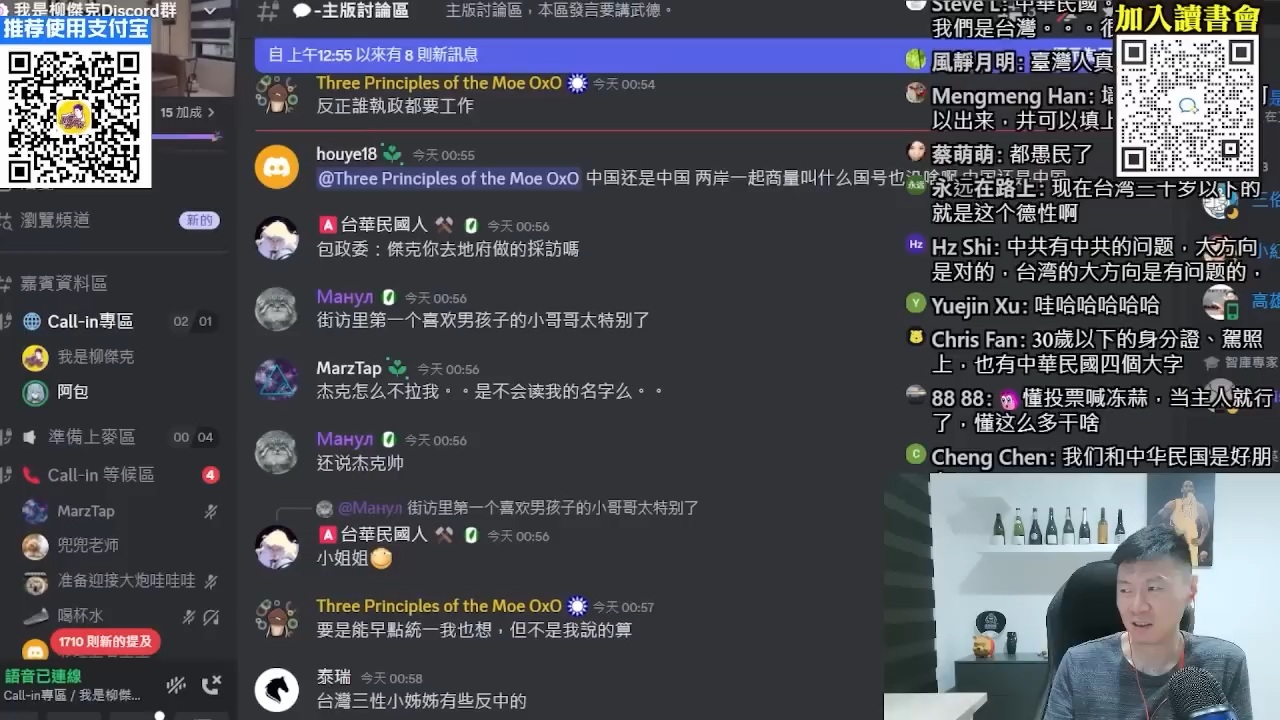 我是柳傑克Discord群
推荐使用支付宝
15 加成
瀏覽頻道
新的
嘉賓資料區
Call-in專區
02 01
我是柳傑克
阿包
準備上麥區
00 04
Call-in 等候區
4
MarzTap
兜兜老师
准备迎接大炮哇哇哇
喝杯水
1710 則新的提及
語音已連線
Call-in專區 / 我是柳傑...
-主版討論區
主版討論區，本區發言要講武德。
自 上午12:55 以來有 8 則新訊息
Three Principles of the Moe OxO 今天 00:54
反正誰執政都要工作
houye18 今天 00:55
@Three Principles of the Moe OxO 中国还是中国 两岸一起商量叫什么国号也
A 台華民國人 今天 00:56
包政委：傑克你去地府做的採訪嗎
Манул 今天 00:56
街访里第一个喜欢男孩子的小哥哥太特别了
MarzTap 今天 00:56
杰克怎么不拉我。。是不会读我的名字么。。
Манул 今天 00:56
还说杰克帅
@Манул 街访里第一个喜欢男孩子的小哥哥太特别了
A 台華民國人 今天 00:56
小姐姐
Three Principles of the Moe OxO 今天 00:57
要是能早點統一我也想，但不是我說的算
泰瑞 今天 00:58
台灣三性小姊姊有些反中的
加入讀書會
Steve L: 中華民國。
我們是台灣。。。
風靜月明: 臺灣人真
Mengmeng Han:
以出来，井可以填上
蔡萌萌: 都愚民了
永远在路上: 现在台湾三十岁以下的
就是这个德性啊
Hz Shi: 中共有中共的问题，大方向
是对的，台湾的大方向是有问题的，
Yuejin Xu: 哇哈哈哈哈哈
Chris Fan: 30歲以下的身分證、駕照
上，也有中華民國四個大字
88 88: 懂投票喊冻蒜，当主人就行
了，懂这么多干啥
Cheng Chen: 我们和中华民国是好朋
智庫專家